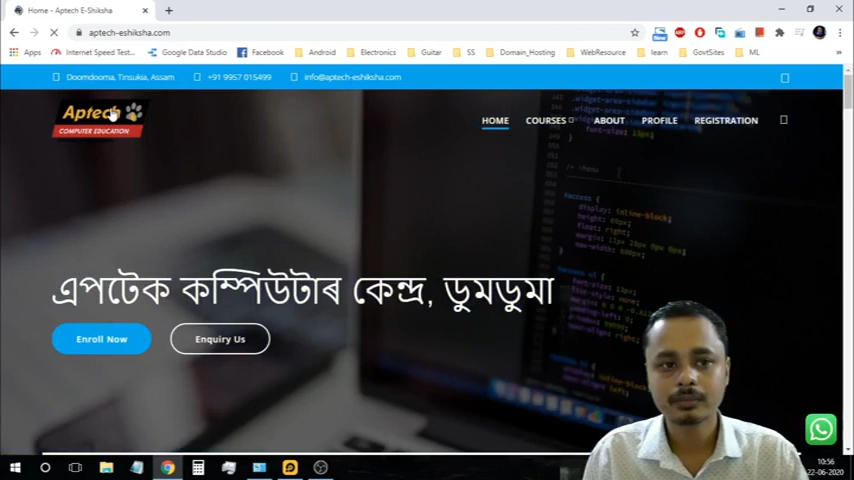 Home - Aptech E-Shiksha
aptech-eshiksha.com
Apps Internet Speed Test... Google Data Studio Facebook Android Electronics Guitar SS Domain_Hosting WebResource learn GovtSites ML
Doomdooma, Tinsukia, Assam +91 9957 015499 info@aptech-eshiksha.com
Aptech
COMPUTER EDUCATION
HOME COURSES ABOUT PROFILE REGISTRATION
এপটেক কম্পিউটাৰ কেন্দ্ৰ, ডুমডুমা
Enroll Now Enquiry Us
10:56
22-06-2020